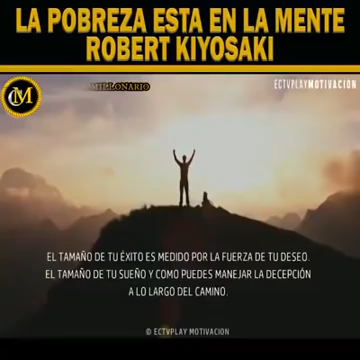 LA POBREZA ESTA EN LA MENTE
ROBERT KIYOSAKI
CM
MILLONARIO
ECTVPLAYMOTIVACIÓN
EL TAMAÑO DE TU ÉXITO ES MEDIDO POR LA FUERZA DE TU DESEO.
EL TAMAÑO DE TU SUEÑO Y COMO PUEDES MANEJAR LA DECEPCIÓN
A LO LARGO DEL CAMINO.
© ECTVPLAY MOTIVACION